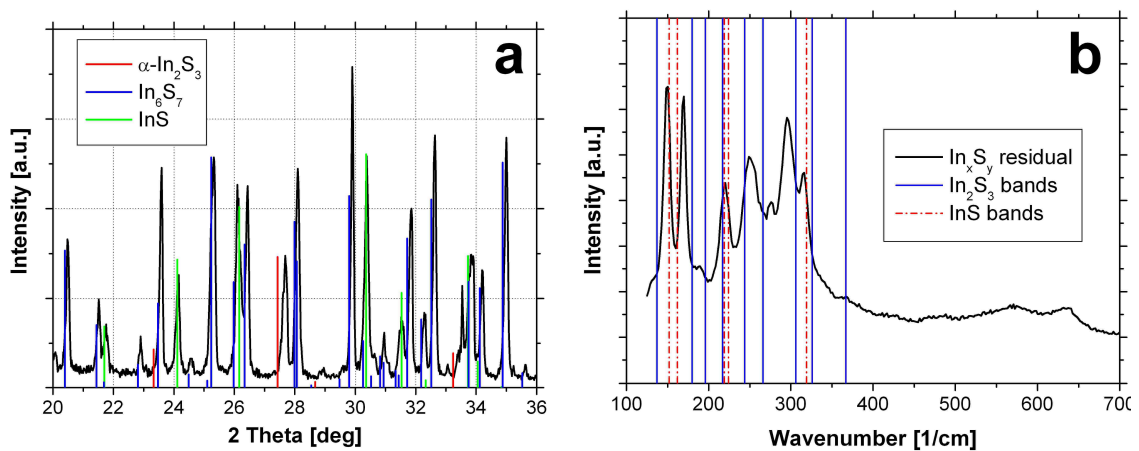 a
α-In₂S₃
In₆S₇
InS
Intensity [a.u.]
20 22 24 26 28 30 32 34 36
2 Theta [deg]
b
InₓSᵧ residual
In₂S₃ bands
InS bands
Intensity [a.u.]
100 200 300 400 500 600 700
Wavenumber [1/cm]